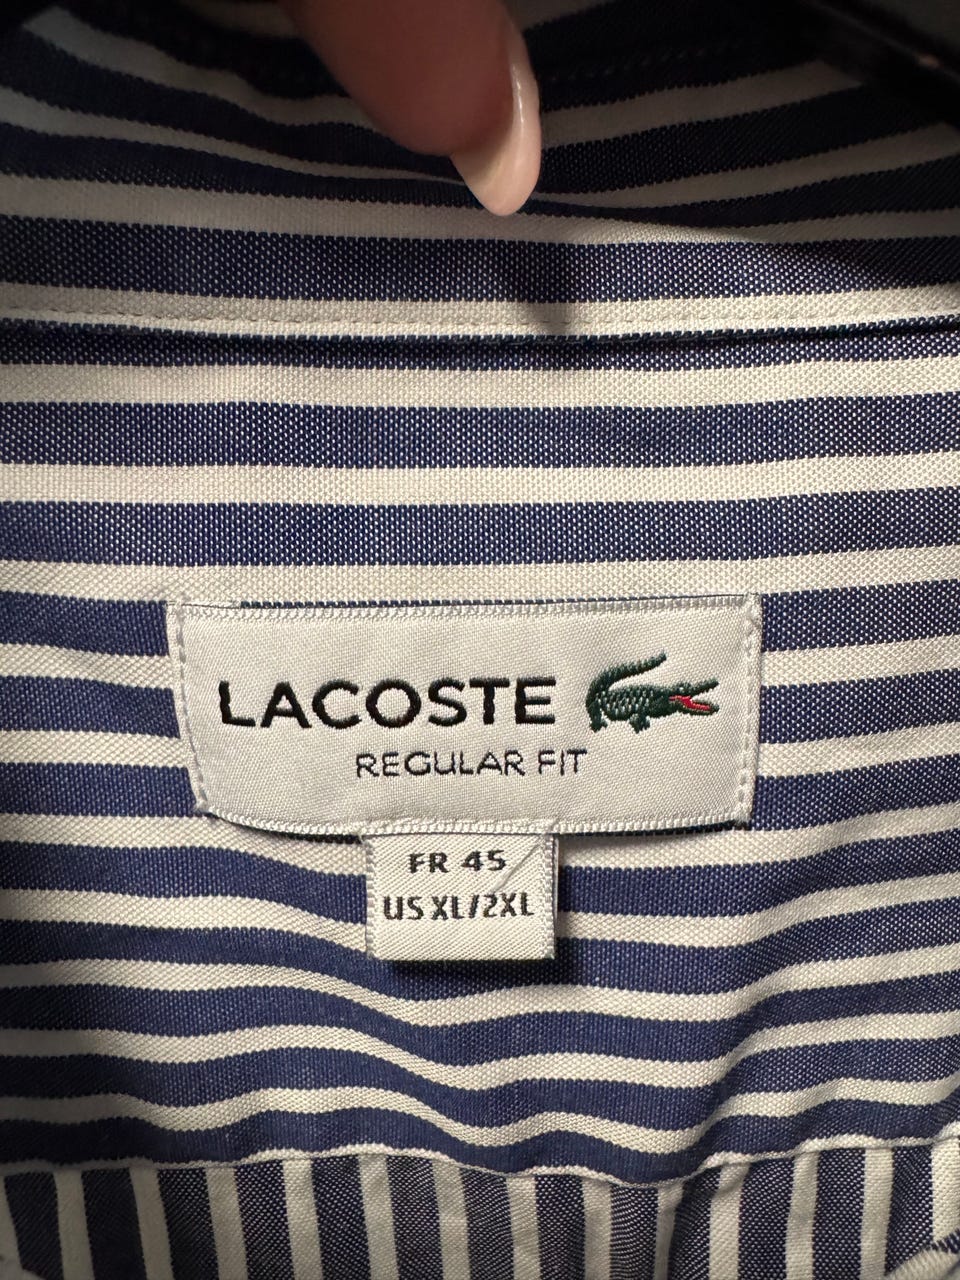 LACOSTE
REGULAR FIT
FR 45
US XL/2XL